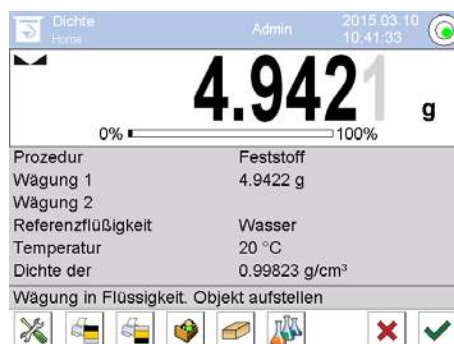 Dichte Admin 2015.03.10
Home 10:41:33
4.9421 g
0% 100%
Prozedur Feststoff
Wägung 1 4.9422 g
Wägung 2
Referenzflüßigkeit Wasser
Temperatur 20 °C
Dichte der 0.99823 g/cm³
Wägung in Flüssigkeit. Objekt aufstellen